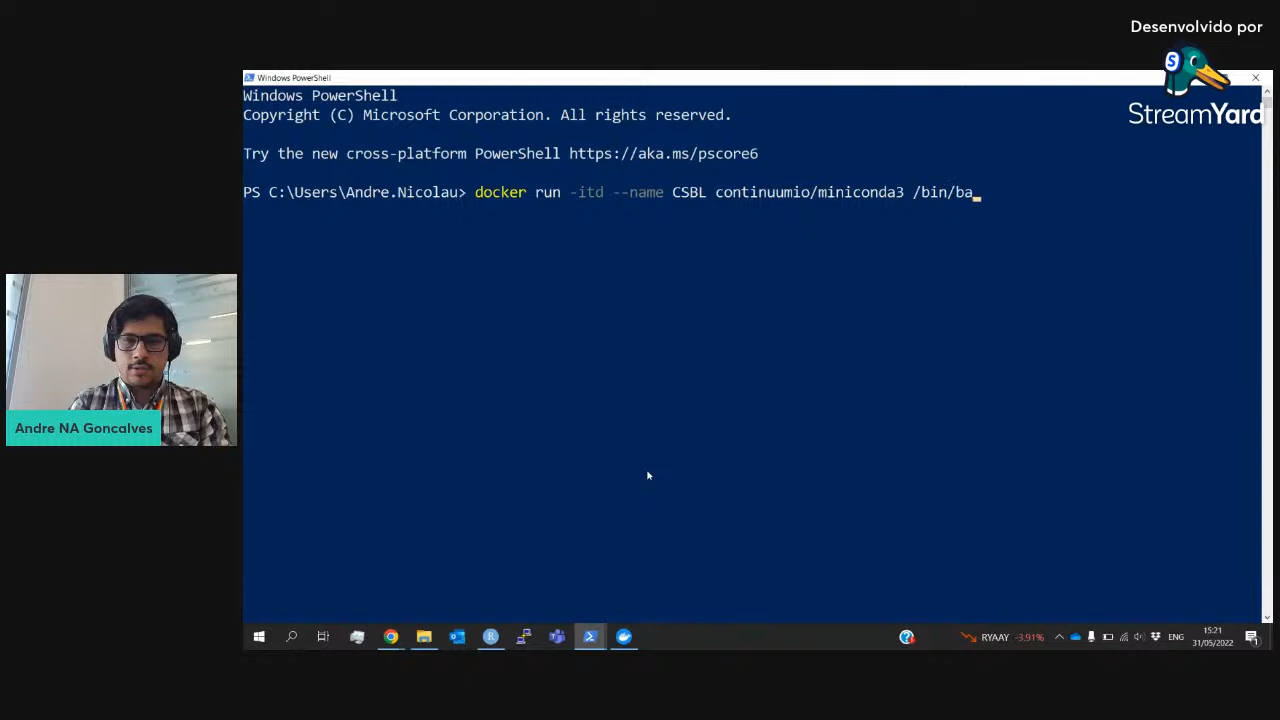 Desenvolvido por
S
StreamYard
Windows PowerShell
Windows PowerShell
Copyright (C) Microsoft Corporation. All rights reserved.
Try the new cross-platform PowerShell https://aka.ms/pscore6
PS C:\Users\Andre.Nicolau> docker run -itd --name CSBL continuumio/miniconda3 /bin/ba
Andre NA Goncalves
RYAAY -3.91%
ENG
15:21
31/05/2022